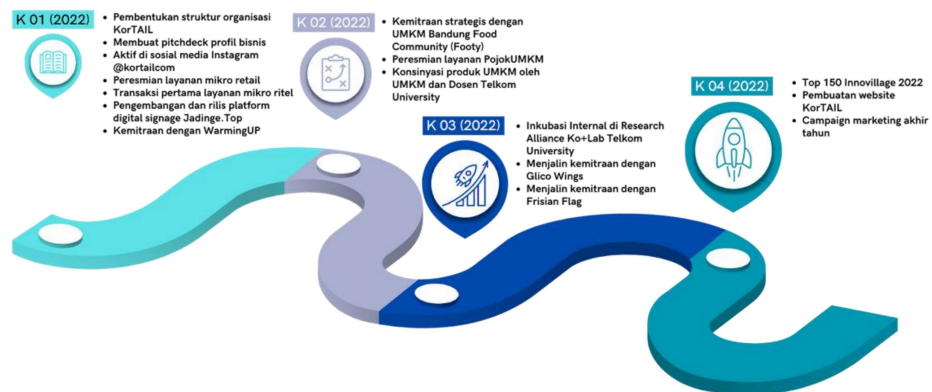 K 01 (2022)
• Pembentukan struktur organisasi
KorTAIL
• Membuat pitchdeck profil bisnis
• Aktif di sosial media Instagram
@kortailcom
• Peresmian layanan mikro retail
• Transaksi pertama layanan mikro ritel
• Pengembangan dan rilis platform
digital signage Jadinge.Top
• Kemitraan dengan WarmingUP
K 02 (2022)
• Kemitraan strategis dengan
UMKM Bandung Food
Community (Footy)
• Peresmian layanan PojokUMKM
• Konsinyasi produk UMKM oleh
UMKM dan Dosen Telkom
University
K 03 (2022)
• Inkubasi Internal di Research
Alliance Ko+Lab Telkom
University
• Menjalin kemitraan dengan
Glico Wings
• Menjalin kemitraan dengan
Frisian Flag
K 04 (2022)
• Top 150 Innovillage 2022
• Pembuatan website
KorTAIL
• Campaign marketing akhir
tahun